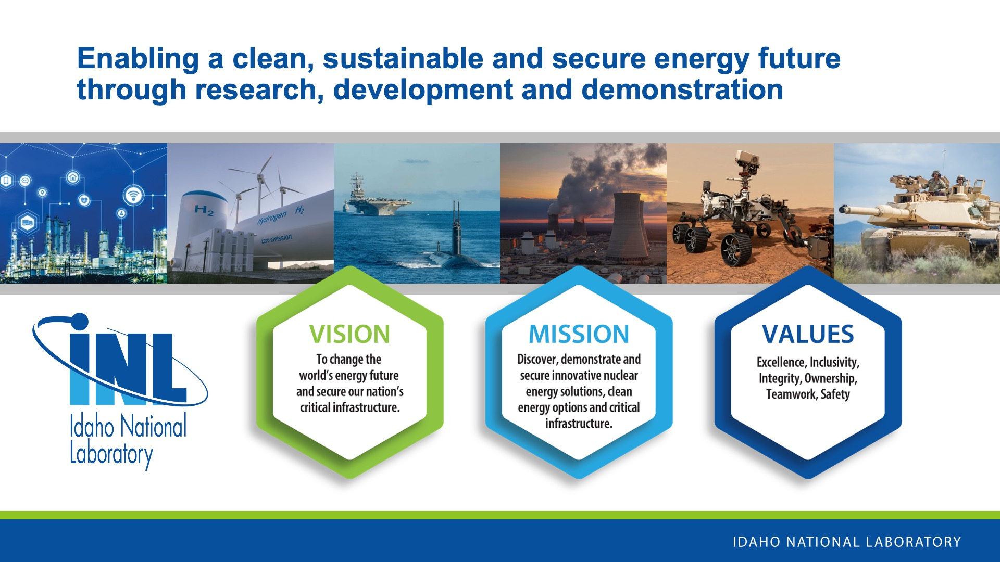 Enabling a clean, sustainable and secure energy future
through research, development and demonstration
H2
Hydrogen H2
zero emission
INL
Idaho National
Laboratory
VISION
To change the
world's energy future
and secure our nation's
critical infrastructure.
MISSION
Discover, demonstrate and
secure innovative nuclear
energy solutions, clean
energy options and critical
infrastructure.
VALUES
Excellence, Inclusivity,
Integrity, Ownership,
Teamwork, Safety
IDAHO NATIONAL LABORATORY